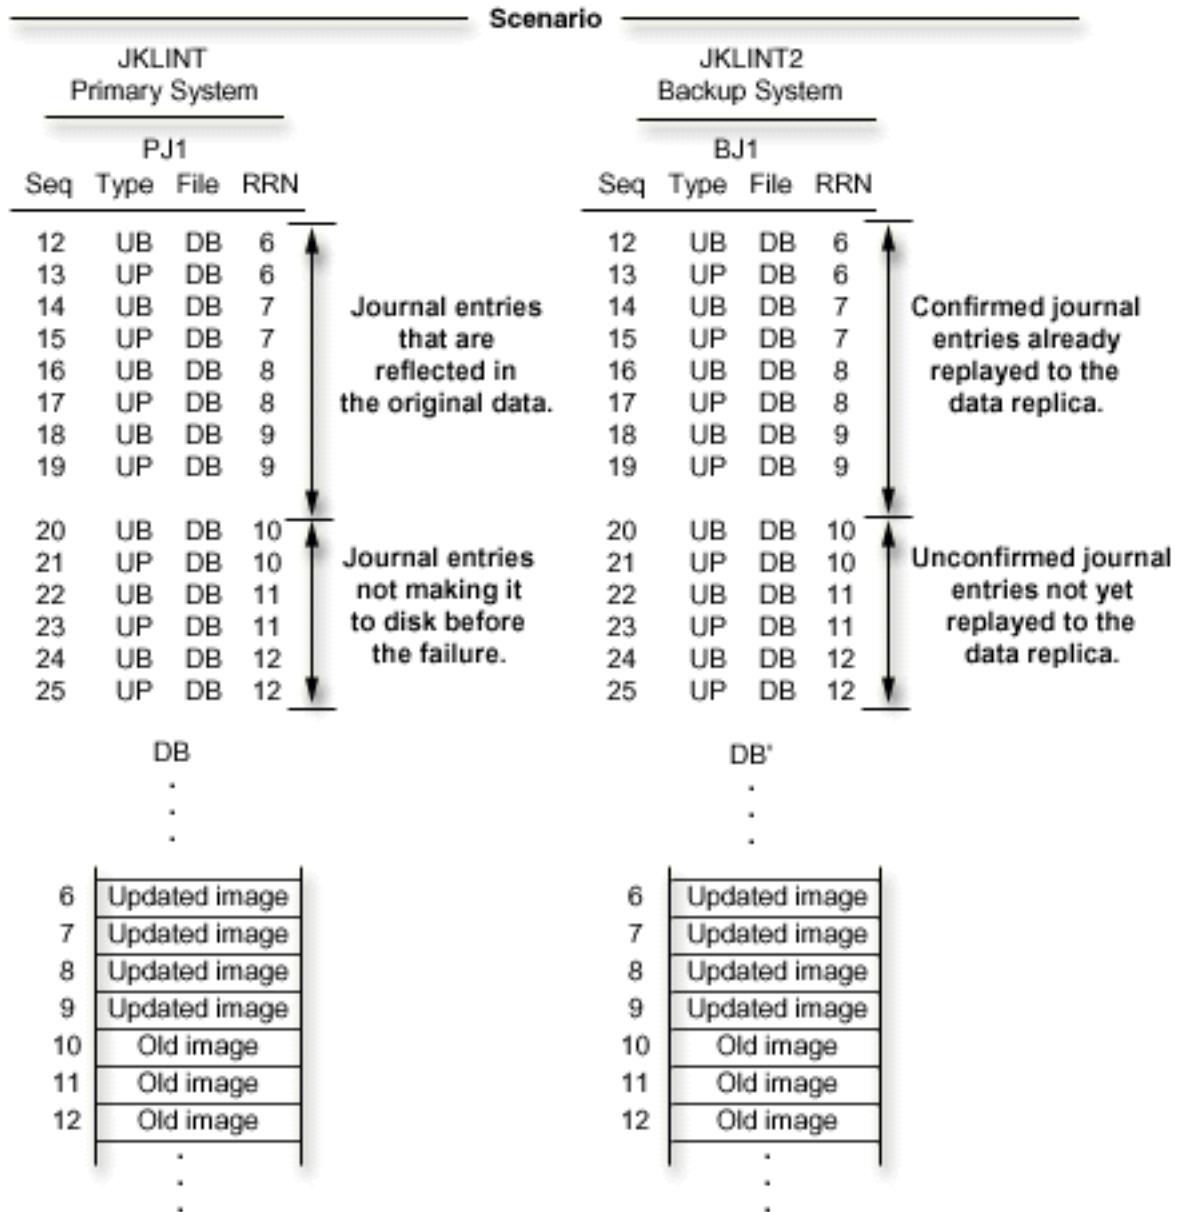 Scenario
JKLINT
Primary System
PJ1
Seq Type File RRN
12 UB DB 6
13 UP DB 6
14 UB DB 7
15 UP DB 7
16 UB DB 8
17 UP DB 8
18 UB DB 9
19 UP DB 9
Journal entries
that are
reflected in
the original data.
20 UB DB 10
21 UP DB 10
22 UB DB 11
23 UP DB 11
24 UB DB 12
25 UP DB 12
Journal entries
not making it
to disk before
the failure.
DB
6 Updated image
7 Updated image
8 Updated image
9 Updated image
10 Old image
11 Old image
12 Old image
JKLINT2
Backup System
BJ1
Seq Type File RRN
12 UB DB 6
13 UP DB 6
14 UB DB 7
15 UP DB 7
16 UB DB 8
17 UP DB 8
18 UB DB 9
19 UP DB 9
Confirmed journal
entries already
replayed to the
data replica.
20 UB DB 10
21 UP DB 10
22 UB DB 11
23 UP DB 11
24 UB DB 12
25 UP DB 12
Unconfirmed journal
entries not yet
replayed to the
data replica.
DB'
6 Updated image
7 Updated image
8 Updated image
9 Updated image
10 Old image
11 Old image
12 Old image